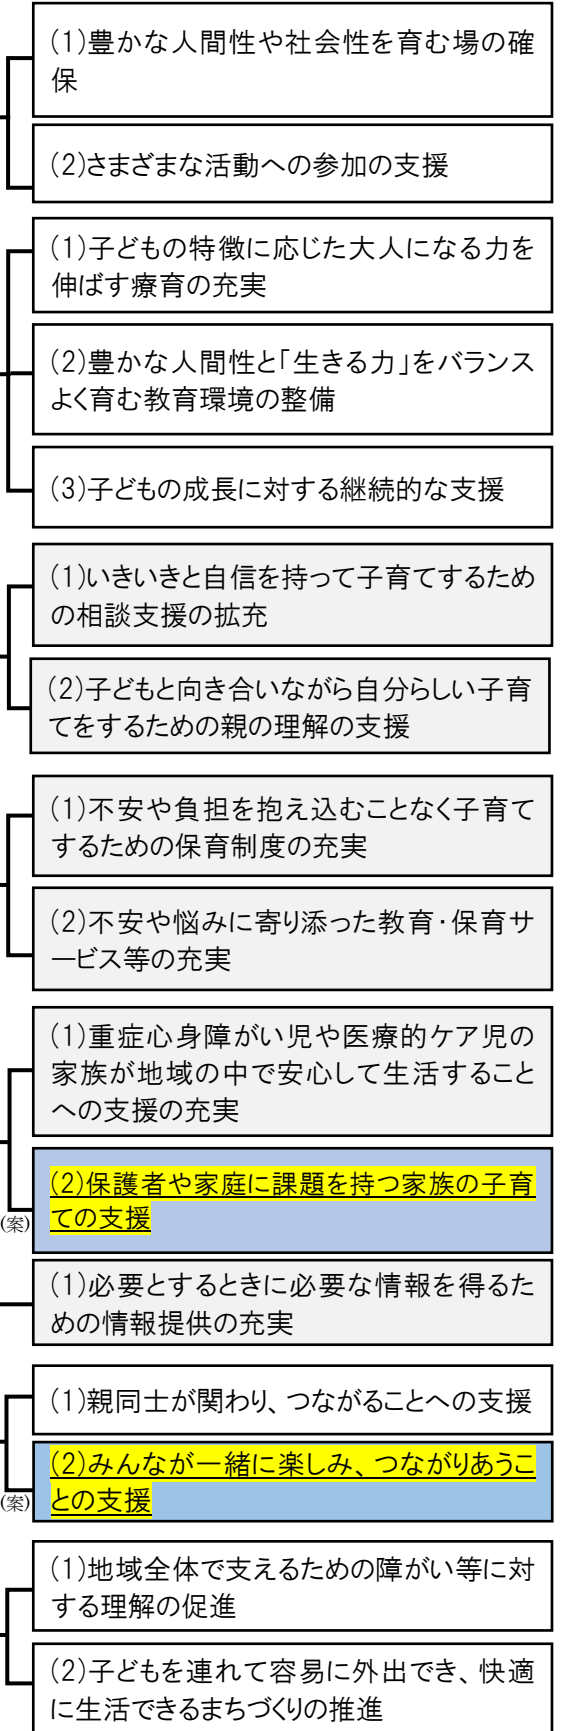 (1)豊かな人間性や社会性を育む場の確
保
(2)さまざまな活動への参加の支援
(1)子どもの特徴に応じた大人になる力を
伸ばす療育の充実
(2)豊かな人間性と「生きる力」をバランス
よく育む教育環境の整備
(3)子どもの成長に対する継続的な支援
(1)いきいきと自信を持って子育てするため
の相談支援の拡充
(2)子どもと向き合いながら自分らしい子育
てをするための親の理解の支援
(1)不安や負担を抱え込むことなく子育て
するための保育制度の充実
(2)不安や悩みに寄り添った教育・保育サ
ービス等の充実
(1)重症心身障がい児や医療的ケア児の
家族が地域の中で安心して生活すること
への支援の充実
(2)保護者や家庭に課題を持つ家族の子育
ての支援
(案)
(1)必要とするときに必要な情報を得るた
めの情報提供の充実
(1)親同士が関わり、つながることへの支援
(2)みんなが一緒に楽しみ、つながりあうこ
との支援
(案)
(1)地域全体で支えるための障がい等に対
する理解の促進
(2)子どもを連れて容易に外出でき、快適
に生活できるまちづくりの推進